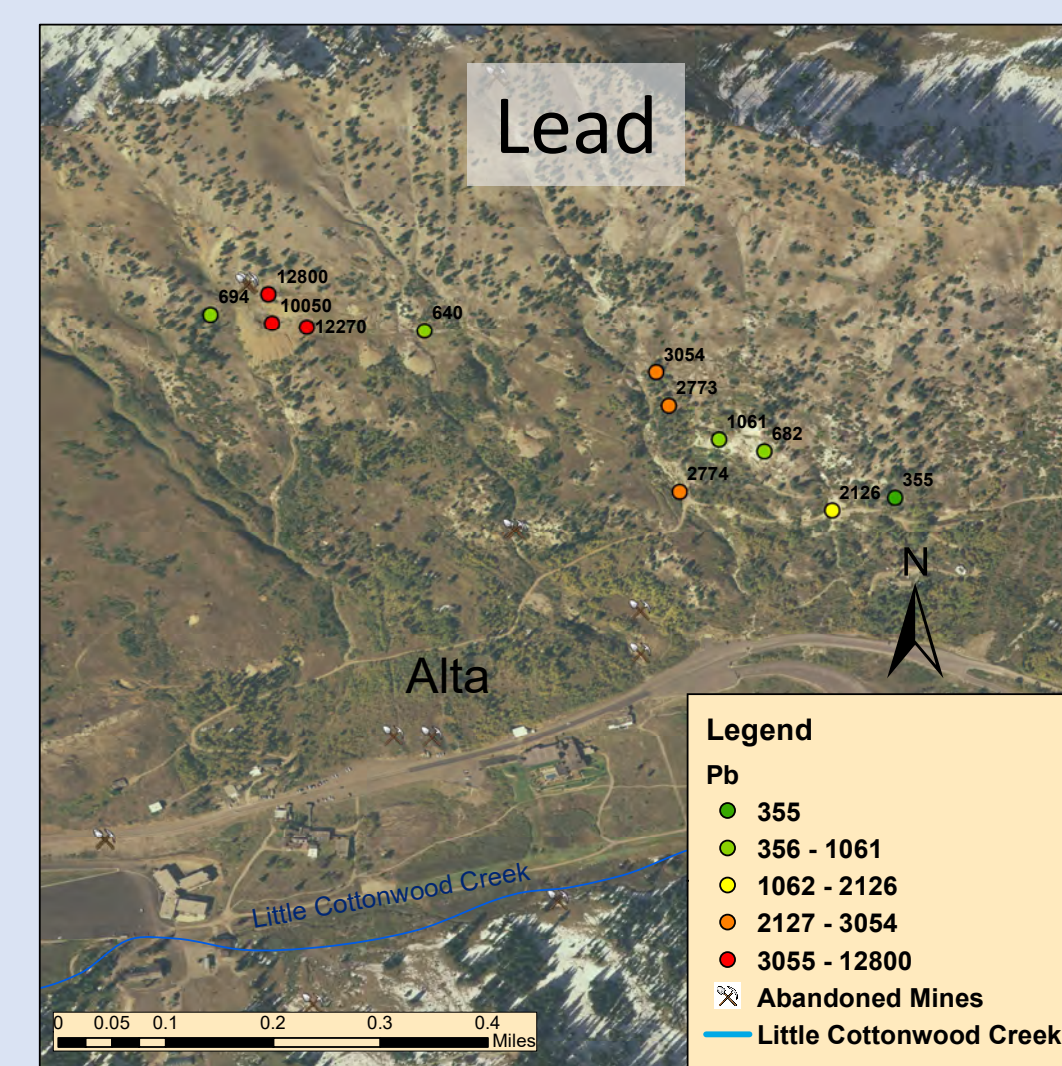 Lead
12800
694
10050
12270
640
3054
2773
1061
682
2774
2126
355
N
Alta
Little Cottonwood Creek
Legend
Pb
355
356 - 1061
1062 - 2126
2127 - 3054
3055 - 12800
Abandoned Mines
Little Cottonwood Creek
0 0.05 0.1 0.2 0.3 0.4
Miles